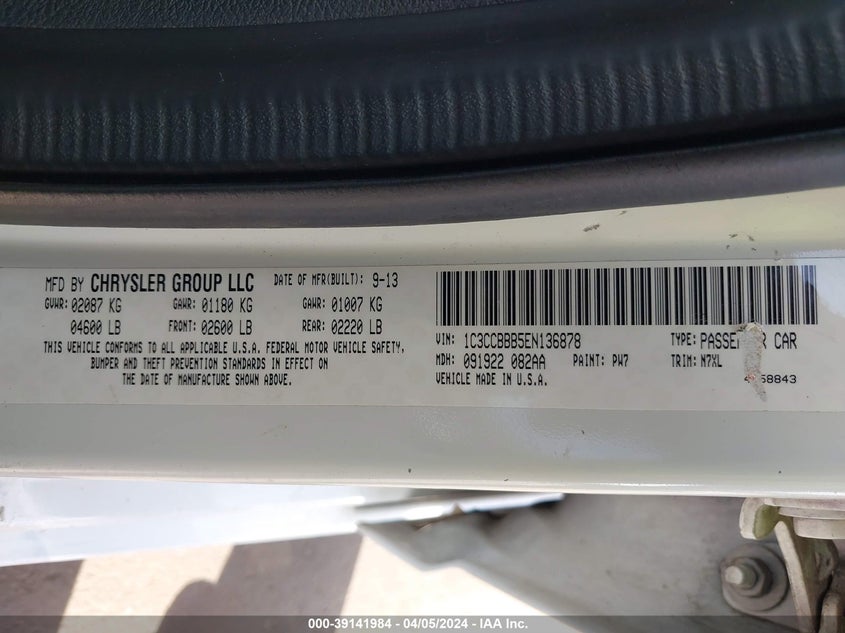 MFD BY CHRYSLER GROUP LLC DATE OF MFR(BUILT): 9-13
GVWR: 02087 KG GAWR: 01180 KG GAWR: 01007 KG
04600 LB FRONT: 02600 LB REAR: 02220 LB
THIS VEHICLE CONFORMS TO ALL APPLICABLE U.S.A. FEDERAL MOTOR VEHICLE SAFETY,
BUMPER AND THEFT PREVENTION STANDARDS IN EFFECT ON
THE DATE OF MANUFACTURE SHOWN ABOVE.
VIN: 1C3CCBBB5EN136878 TYPE: CAR
MDH: 091922 082AA PAINT: PW7 TRIM: N7XL
VEHICLE MADE IN U.S.A.
000-39141984 - 04/05/2024 - IAA Inc.